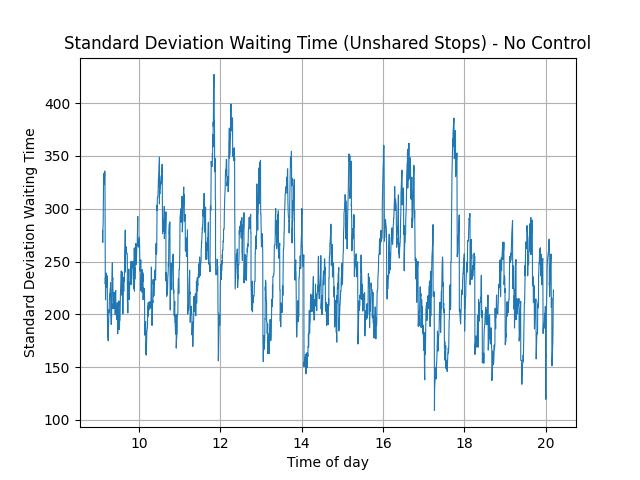 Standard Deviation Waiting Time (Unshared Stops) - No Control
Standard Deviation Waiting Time
400
350
300
250
200
150
100
10 12 14 16 18 20
Time of day